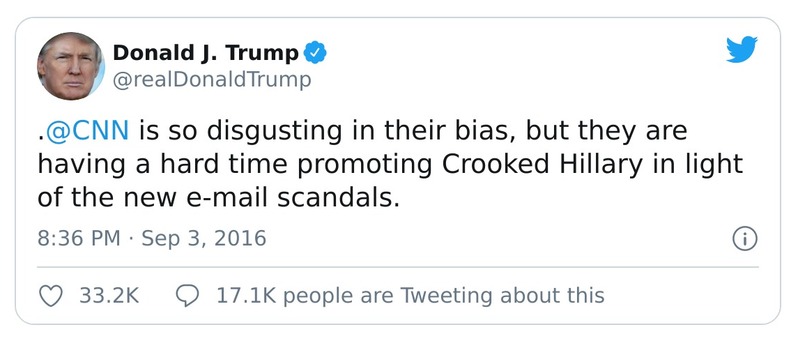 Donald J. Trump
@realDonaldTrump
.@CNN is so disgusting in their bias, but they are
having a hard time promoting Crooked Hillary in light
of the new e-mail scandals.
8:36 PM · Sep 3, 2016
33.2K 17.1K people are Tweeting about this